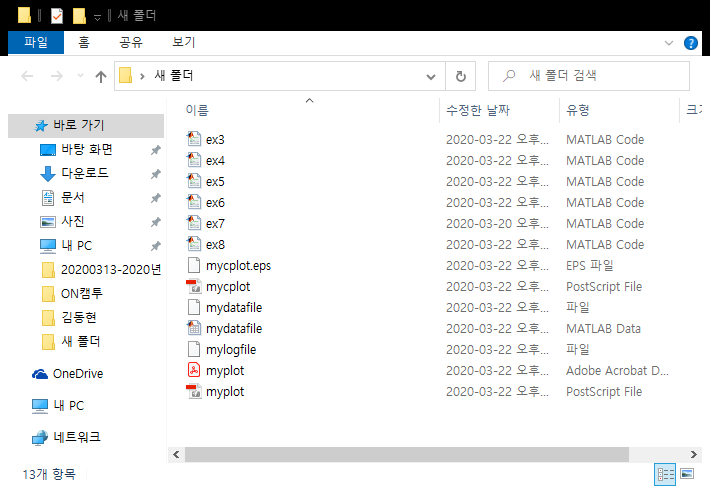 새 폴더
파일 홈 공유 보기
새 폴더 새 폴더 검색
이름 수정한 날짜 유형 크기
바로 가기
바탕 화면
다운로드
문서
사진
내 PC
20200313-2020년
ON캠투
김동현
새 폴더
OneDrive
내 PC
네트워크
ex3 2020-03-22 오후... MATLAB Code
ex4 2020-03-22 오후... MATLAB Code
ex5 2020-03-22 오후... MATLAB Code
ex6 2020-03-22 오후... MATLAB Code
ex7 2020-03-20 오후... MATLAB Code
ex8 2020-03-22 오후... MATLAB Code
mycplot.eps 2020-03-22 오후... EPS 파일
mycplot 2020-03-22 오후... PostScript File
mydatafile 2020-03-22 오후... 파일
mydatafile 2020-03-22 오후... MATLAB Data
mylogfile 2020-03-22 오후... 파일
myplot 2020-03-22 오후... Adobe Acrobat D...
myplot 2020-03-22 오후... PostScript File
13개 항목